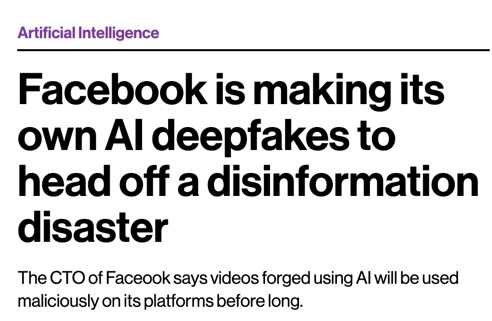 Artificial Intelligence
Facebook is making its
own AI deepfakes to
head off a disinformation
disaster
The CTO of Faceook says videos forged using AI will be used
maliciously on its platforms before long.